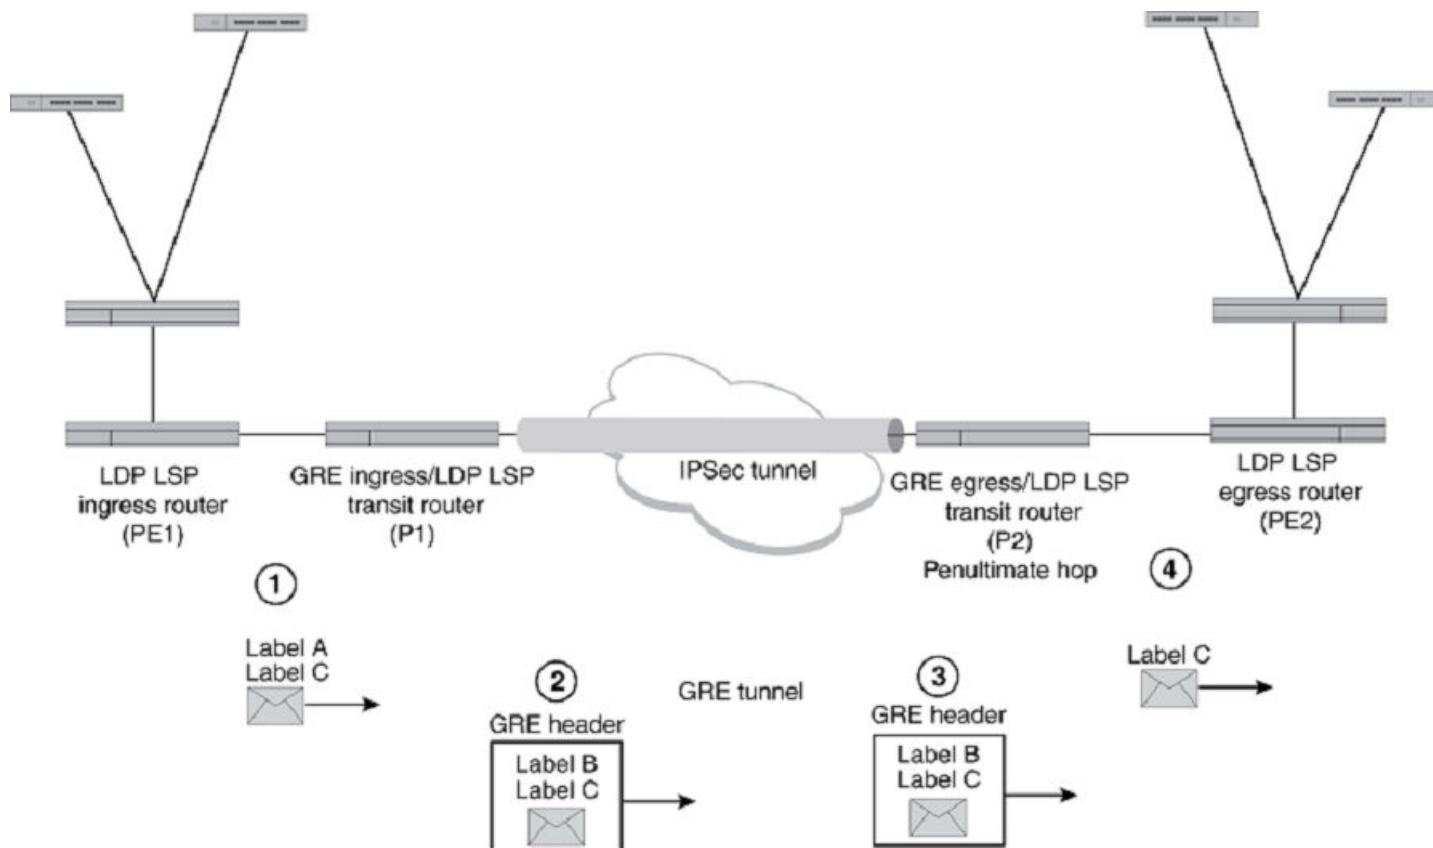 LDP LSP
ingress router
(PE1)
GRE ingress/LDP LSP
transit router
(P1)
IPSec tunnel
GRE egress/LDP LSP
transit router
(P2)
Penultimate hop
LDP LSP
egress router
(PE2)
1
Label A
Label C
2
GRE header
Label B
Label C
GRE tunnel
3
GRE header
Label B
Label C
4
Label C